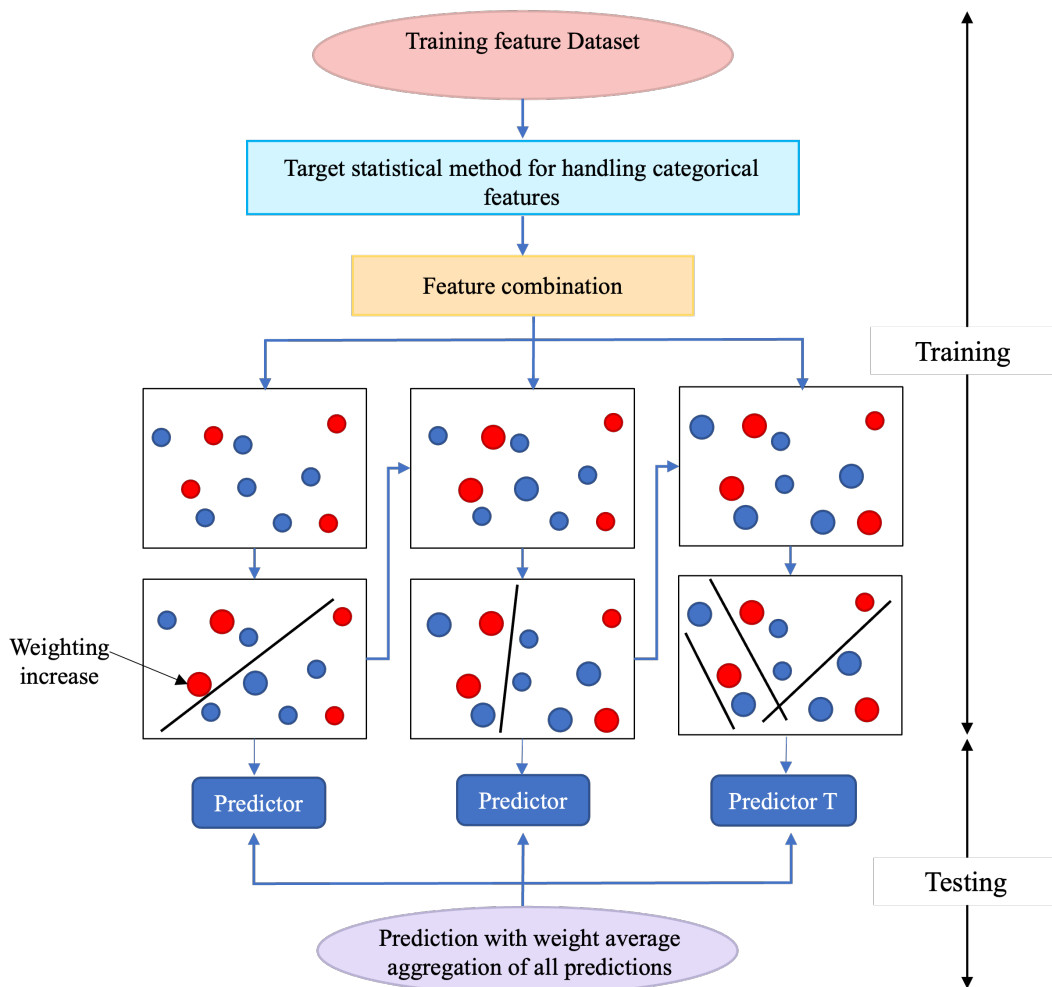 Training feature Dataset
Target statistical method for handling categorical
features
Feature combination
Training
Weighting
increase
Predictor
Predictor
Predictor T
Testing
Prediction with weight average
aggregation of all predictions